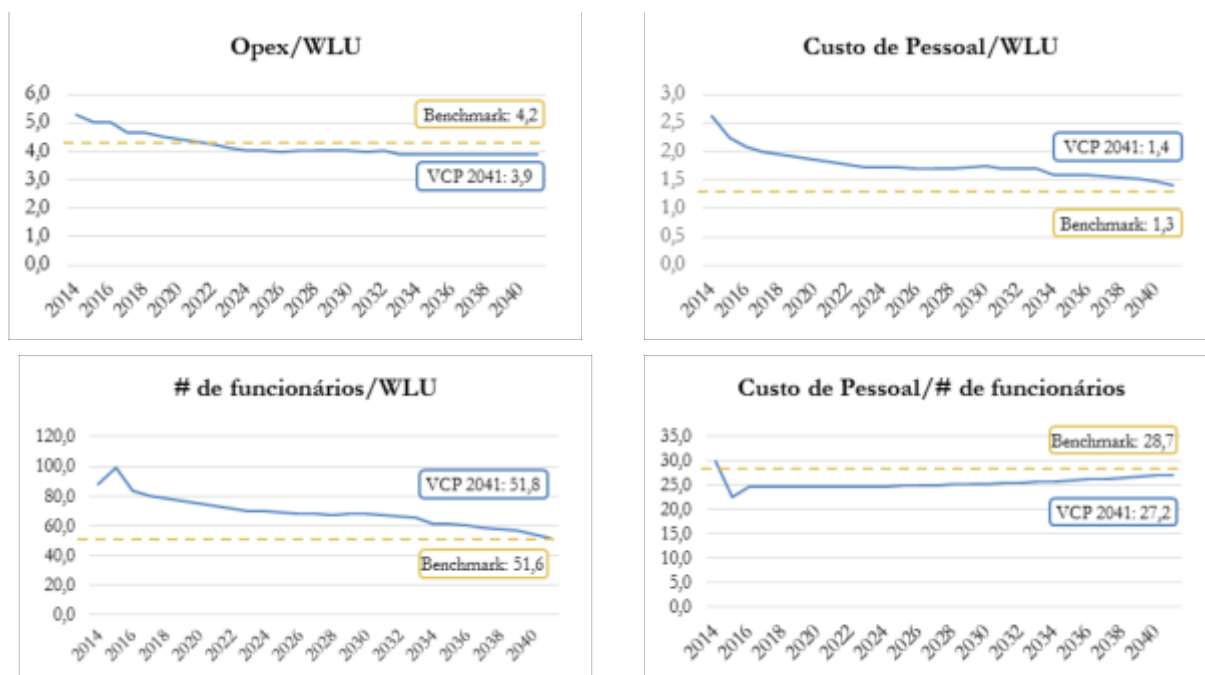 Opex/WLU
6,0
5,0
4,0
3,0
2,0
1,0
0,0
Benchmark: 4,2
VCP 2041: 3,9
2014 2016 2018 2020 2022 2024 2026 2028 2030 2032 2034 2036 2038 2040
Custo de Pessoal/WLU
3,0
2,5
2,0
1,5
1,0
0,5
0,0
VCP 2041: 1,4
Benchmark: 1,3
2014 2016 2018 2020 2022 2024 2026 2028 2030 2032 2034 2036 2038 2040
# de funcionários/WLU
120,0
100,0
80,0
60,0
40,0
20,0
0,0
VCP 2041: 51,8
Benchmark: 51,6
2014 2016 2018 2020 2022 2024 2026 2028 2030 2032 2034 2036 2038 2040
Custo de Pessoal/# de funcionários
35,0
30,0
25,0
20,0
15,0
10,0
5,0
0,0
Benchmark: 28,7
VCP 2041: 27,2
2014 2016 2018 2020 2022 2024 2026 2028 2030 2032 2034 2036 2038 2040